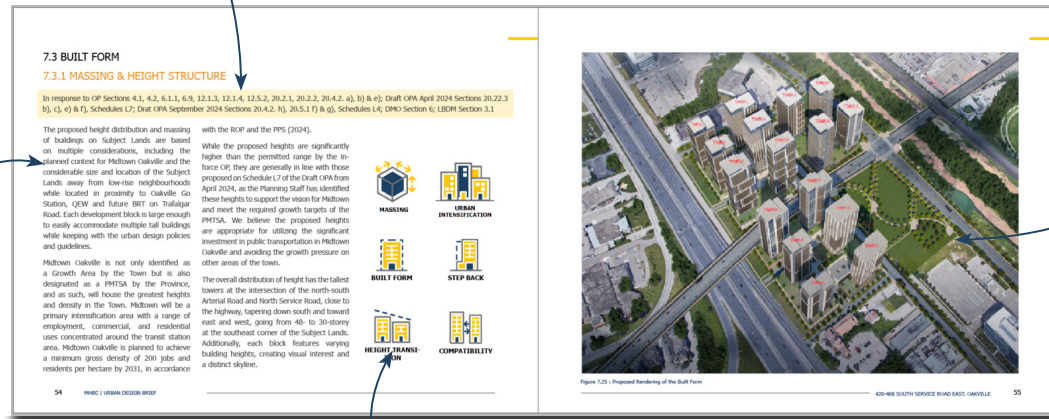 7.3 BUILT FORM
7.3.1 MASSING & HEIGHT STRUCTURE
In response to OP Sections 4.1, 4.2, 6.1.1, 6.9, 12.1.3, 12.1.4, 12.5.2, 20.2.1, 20.2.2, 20.4.2. a), b) & e); Draft OPA April 2024 Sections 20.22.3
b), c), e) & f), Schedules L7; Drat OPA September 2024 Sections 20.4.2. h), 20.5.1 f) & g), Schedules L4; DMO Section 6; LBDM Section 3.1
The proposed height distribution and massing
of buildings on Subject Lands are based
on multiple considerations, including the
planned context for Midtown Oakville and the
considerable size and location of the Subject
Lands away from low-rise neighbourhoods
while located in proximity to Oakville Go
Station, QEW and future BRT on Trafalgar
Road. Each development block is large enough
to easily accommodate multiple tall buildings
while keeping with the urban design policies
and guidelines.
Midtown Oakville is not only identified as
a Growth Area by the Town but is also
designated as a PMTSA by the Province,
and as such, will house the greatest heights
and density in the Town. Midtown will be a
primary intensification area with a range of
employment, commercial, and residential
uses concentrated around the transit station
area. Midtown Oakville is planned to achieve
a minimum gross density of 200 jobs and
residents per hectare by 2031, in accordance
with the ROP and the PPS (2024).
While the proposed heights are significantly
higher than the permitted range by the in-
force OP, they are generally in line with those
proposed on Schedule L7 of the Draft OPA from
April 2024, as the Planning Staff has identified
these heights to support the vision for Midtown
and meet the required growth targets of the
PMTSA. We believe the proposed heights
are appropriate for utilizing the significant
investment in public transportation in Midtown
Oakville and avoiding the growth pressure on
other areas of the town.
The overall distribution of height has the tallest
towers at the intersection of the north-south
Arterial Road and North Service Road, close to
the highway, tapering down south and toward
east and west, going from 48- to 30-storey
at the southeast corner of the Subject Lands.
Additionally, each block features varying
building heights, creating visual interest and
a distinct skyline.
MASSING
URBAN
INTENSIFICATION
BUILT FORM
STEP BACK
HEIGHT TRANSI-
ION
COMPATIBILITY
54 MHBC | URBAN DESIGN BRIEF
Figure 7.25 : Proposed Rendering of the Built Form
420-468 SOUTH SERVICE ROAD EAST, OAKVILLE 55